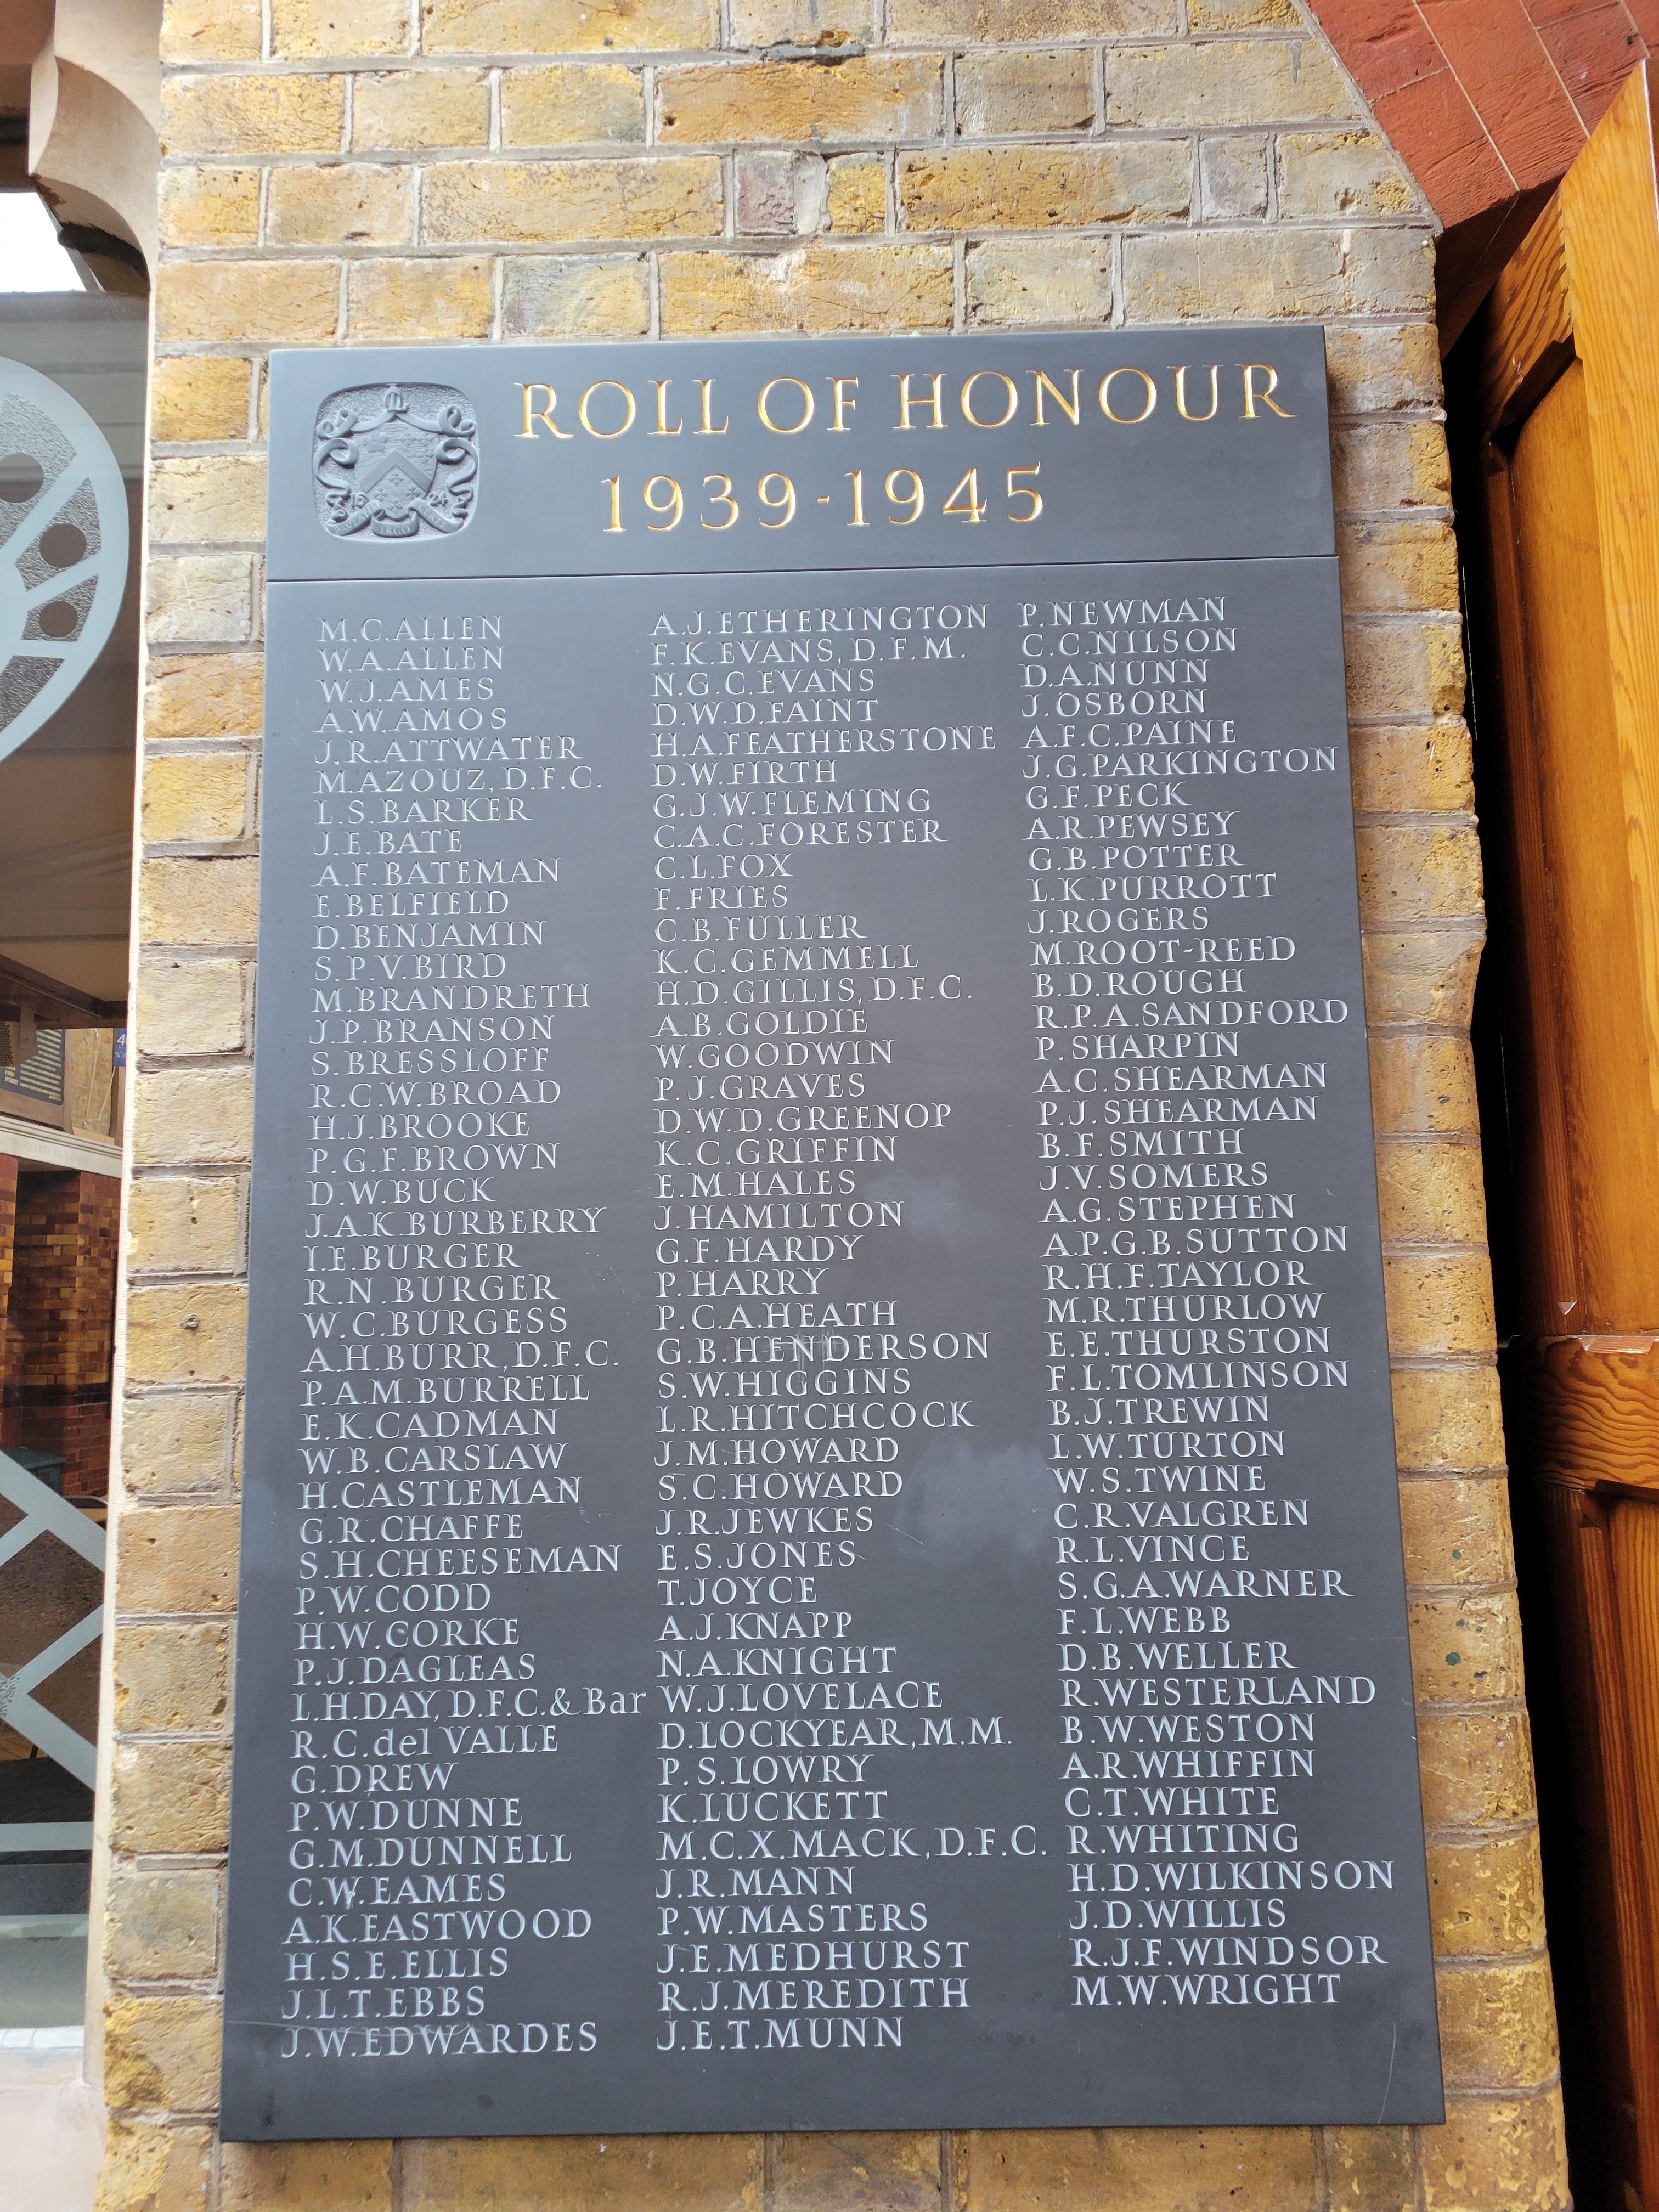 ROLL OF HONOUR
1939-1945
ERGO
M.C.ALLEN
W.A.ALLEN
W.J.AMES
A.W.AMOS
J.R.ATTWATER
M.AZOUZ, D.F.C.
L.S.BARKER
J.E.BATE
A.F.BATEMAN
E.BELFIELD
D.BENJAMIN
S.P.V.BIRD
M.BRANDRETH
J.P.BRANSON
S.BRESSLOFF
R.C.W.BROAD
H.J.BROOKE
P.G.F.BROWN
D.W.BUCK
J.A.K.BURBERRY
I.E.BURGER
R.N.BURGER
W.C.BURGESS
A.H.BURR, D.F.C.
P.A.M.BURRELL
E.K.CADMAN
W.B.CARSLAW
H.CASTLEMAN
G.R.CHAFFE
S.H.CHEESEMAN
P.W.CODD
H.W.CORKE
P.J.DAGLEAS
L.H.DAY, D.F.C.& Bar
R.C.del VALLE
G.DREW
P.W.DUNNE
G.M.DUNNELL
C.W.EAMES
A.K.EASTWOOD
H.S.E.ELLIS
J.L.T.EBBS
J.W.EDWARDES
A.J.ETHERINGTON
F.K.EVANS, D.F.M.
N.G.C.EVANS
D.W.D.FAINT
H.A.FEATHERSTONE
D.W.FIRTH
G.J.W.FLEMING
C.A.C.FORESTER
C.L.FOX
F.FRIES
C.B.FULLER
K.C.GEMMELL
H.D.GILLIS, D.F.C.
A.B.GOLDIE
W.GOODWIN
P.J.GRAVES
D.W.D.GREENOP
K.C.GRIFFIN
E.M.HALES
J.HAMILTON
G.F.HARDY
P.HARRY
P.C.A.HEATH
G.B.HENDERSON
S.W.HIGGINS
L.R.HITCHCOCK
J.M.HOWARD
S.C.HOWARD
J.R.JEWKES
E.S.JONES
T.JOYCE
A.J.KNAPP
N.A.KNIGHT
W.J.LOVELACE
D.LOCKYEAR, M.M.
P.S.LOWRY
K.LUCKETT
M.C.X.MACK, D.F.C.
J.R.MANN
P.W.MASTERS
J.E.MEDHURST
R.J.MEREDITH
J.E.T.MUNN
P.NEWMAN
C.C.NILSON
D.A.NUNN
J.OSBORN
A.F.C.PAINE
J.G.PARKINGTON
G.F.PECK
A.R.PEWSEY
G.B.POTTER
L.K.PURROTT
J.ROGERS
M.ROOT-REED
B.D.ROUGH
R.P.A.SANDFORD
P.SHARPIN
A.C.SHEARMAN
P.J.SHEARMAN
B.F.SMITH
J.V.SOMERS
A.G.STEPHEN
A.P.G.B.SUTTON
R.H.F.TAYLOR
M.R.THURLOW
E.E.THURSTON
F.L.TOMLINSON
B.J.TREWIN
L.W.TURTON
W.S.TWINE
C.R.VALGREN
R.L.VINCE
S.G.A.WARNER
F.L.WEBB
D.B.WELLER
R.WESTERLAND
B.W.WESTON
A.R.WHIFFIN
C.T.WHITE
R.WHITING
H.D.WILKINSON
J.D.WILLIS
R.J.F.WINDSOR
M.W.WRIGHT